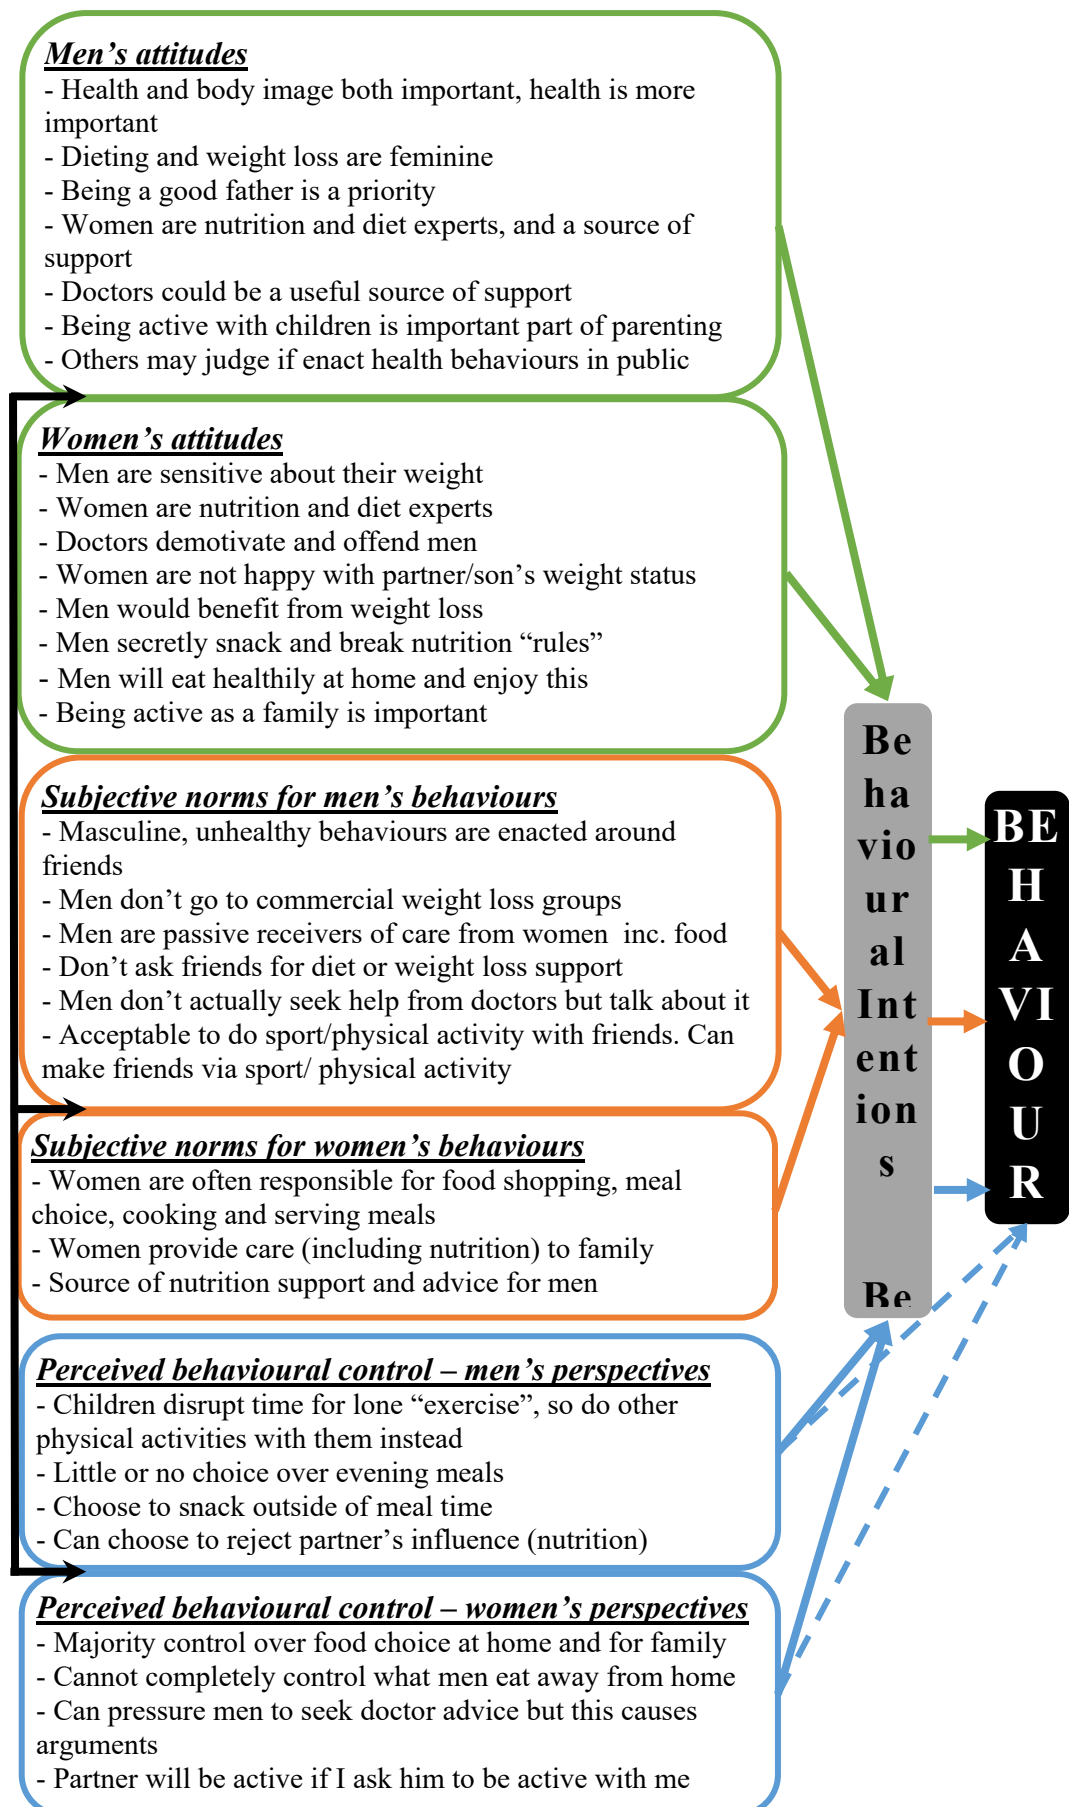 Men’s attitudes
- Health and body image both important, health is more
important
- Dieting and weight loss are feminine
- Being a good father is a priority
- Women are nutrition and diet experts, and a source of
support
- Doctors could be a useful source of support
- Being active with children is important part of parenting
- Others may judge if enact health behaviours in public
Women’s attitudes
- Men are sensitive about their weight
- Women are nutrition and diet experts
- Doctors demotivate and offend men
- Women are not happy with partner/son’s weight status
- Men would benefit from weight loss
- Men secretly snack and break nutrition “rules”
- Men will eat healthily at home and enjoy this
- Being active as a family is important
Subjective norms for men’s behaviours
- Masculine, unhealthy behaviours are enacted around
friends
- Men don’t go to commercial weight loss groups
- Men are passive receivers of care from women inc. food
- Don’t ask friends for diet or weight loss support
- Men don’t actually seek help from doctors but talk about it
- Acceptable to do sport/physical activity with friends. Can
make friends via sport/ physical activity
Subjective norms for women’s behaviours
- Women are often responsible for food shopping, meal
choice, cooking and serving meals
- Women provide care (including nutrition) to family
- Source of nutrition support and advice for men
Perceived behavioural control – men’s perspectives
- Children disrupt time for lone “exercise”, so do other
physical activities with them instead
- Little or no choice over evening meals
- Choose to snack outside of meal time
- Can choose to reject partner’s influence (nutrition)
Perceived behavioural control – women’s perspectives
- Majority control over food choice at home and for family
- Cannot completely control what men eat away from home
- Can pressure men to seek doctor advice but this causes
arguments
- Partner will be active if I ask him to be active with me
Be
ha
vio
ur
al
Int
ent
ion
s
Be
BE
H
A
VI
O
U
R